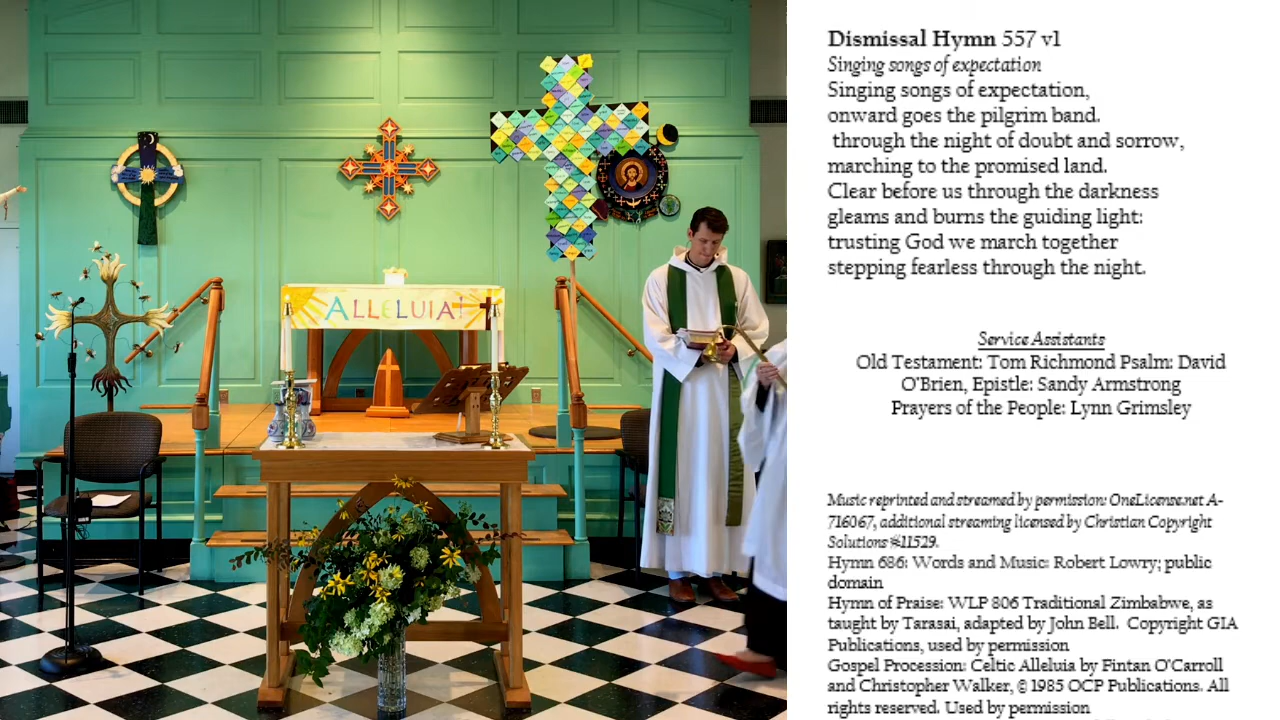 ALLELUIA!
Dismissal Hymn 557 v1
Singing songs of expectation
Singing songs of expectation,
onward goes the pilgrim band.
through the night of doubt and sorrow,
marching to the promised land.
Clear before us through the darkness
gleams and burns the guiding light:
trusting God we march together
stepping fearless through the night.
Service Assistants
Old Testament: Tom Richmond Psalm: David
O'Brien, Epistle: Sandy Armstrong
Prayers of the People: Lynn Grimsley
Music reprinted and streamed by permission: OneLicense.net A-
716067, additional streaming licensed by Christian Copyright
Solutions #11529.
Hymn 686: Words and Music: Robert Lowry; public
domain
Hymn of Praise: WLP 806 Traditional Zimbabwe, as
taught by Tarasai, adapted by John Bell.  Copyright GIA
Publications, used by permission
Gospel Procession: Celtic Alleluia by Fintan O'Carroll
and Christopher Walker, © 1985 OCP Publications. All
rights reserved. Used by permission